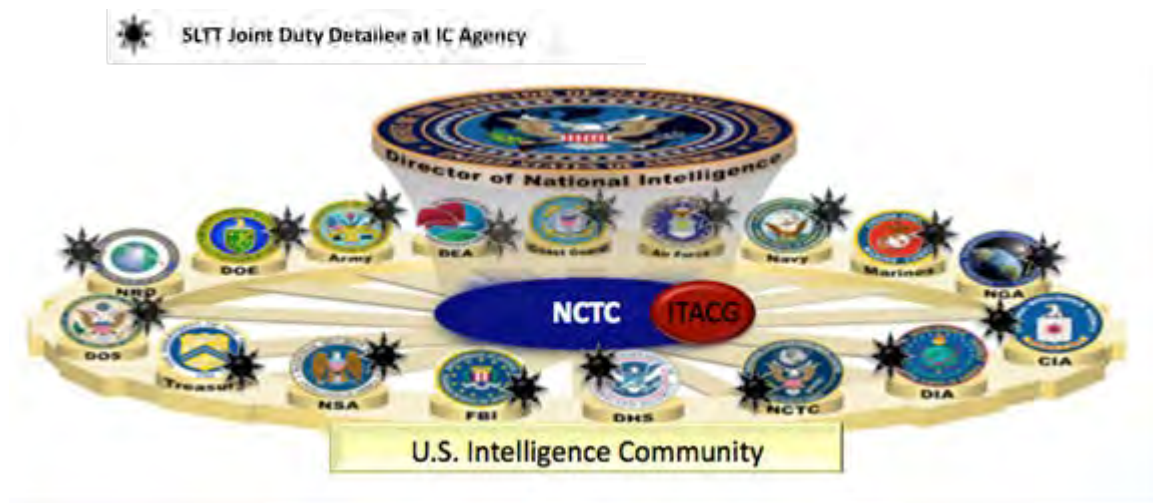 SLTT Joint Duty Detailee at IC Agency
Director of National Intelligence
NRO
DOE
Army
DEA
Coast Guard
Air Force
Navy
Marines
NGA
DOS
Treasury
NSA
FBI
DHS
NCTC
DIA
CIA
NCTC
ITACG
U.S. Intelligence Community